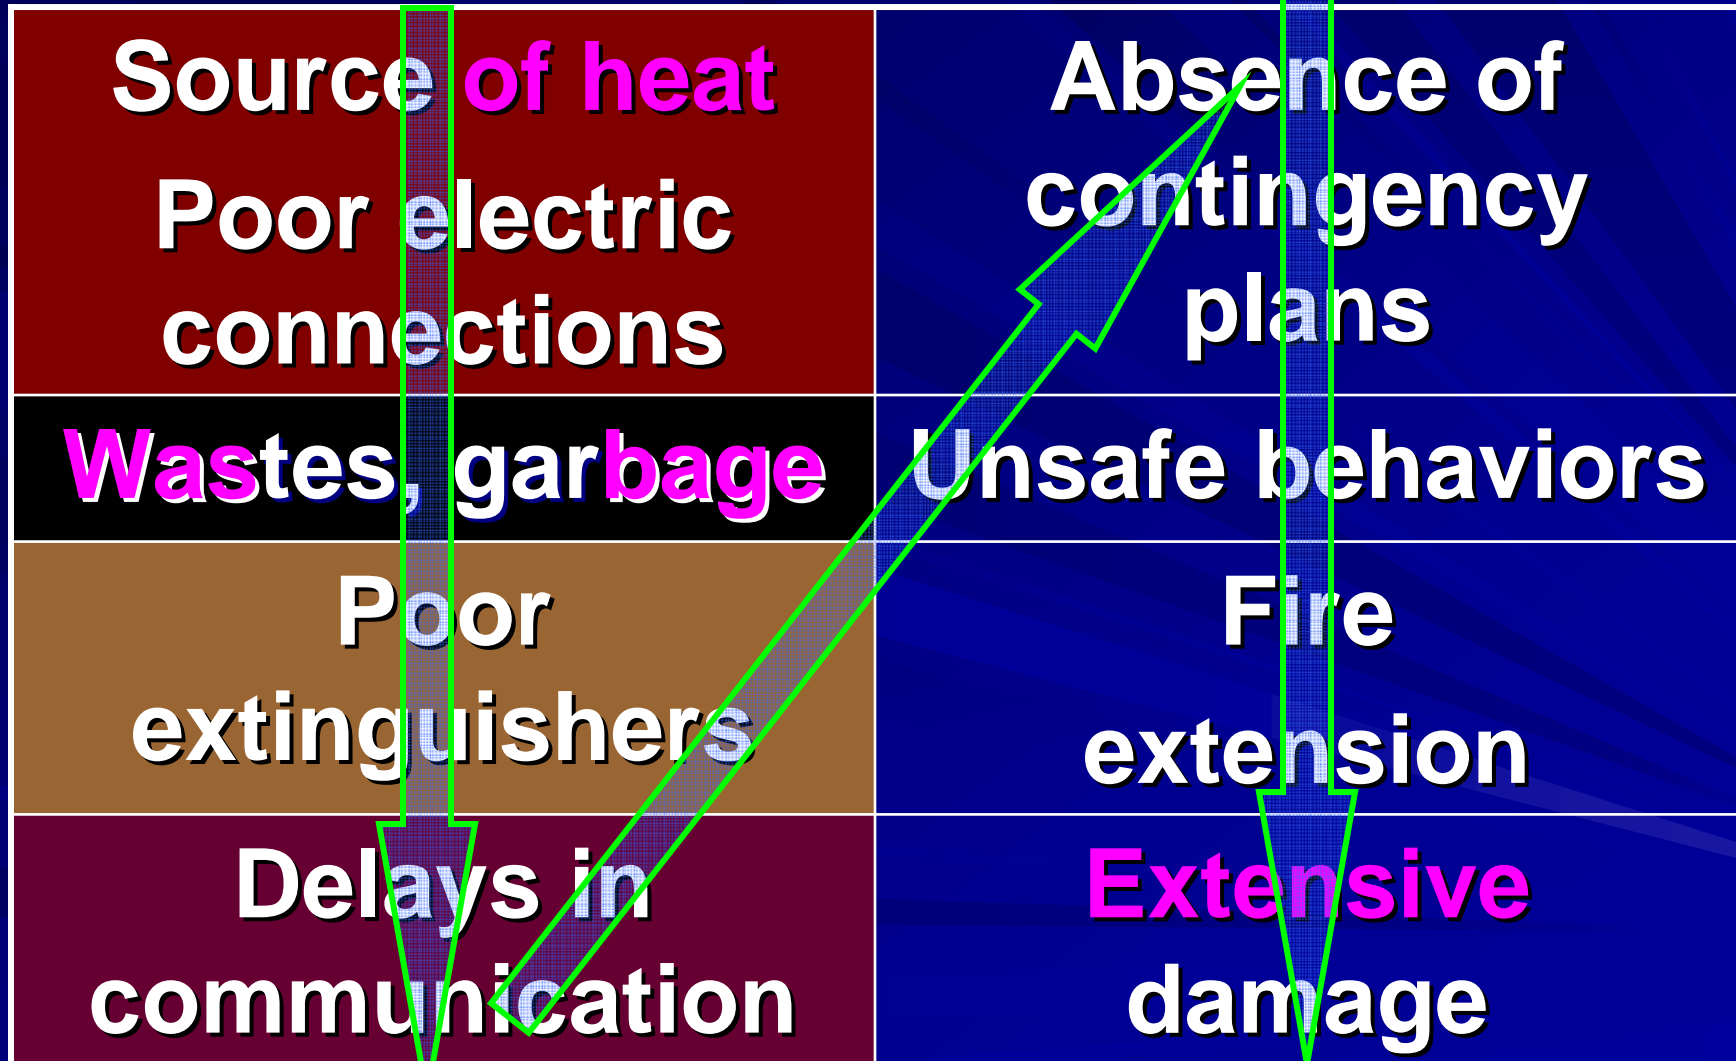 Source of heat
Poor electric
connections
Wastes, garbage
Poor
extinguishers
Delays in
communication
Absence of
contingency
plans
Unsafe behaviors
Fire
extension
Extensive
damage